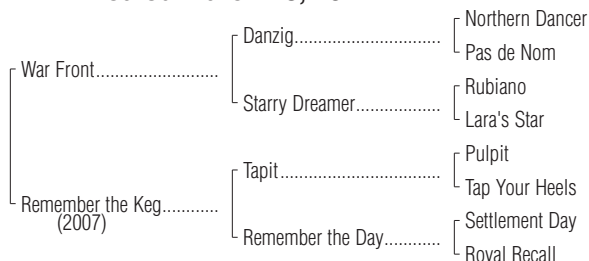 Northern Dancer
Danzig
Pas de Nom
War Front
Rubiano
Starry Dreamer
Lara's Star
Pulpit
Tapit
Tap Your Heels
Remember the Keg
(2007)
Settlement Day
Remember the Day
Royal Recall